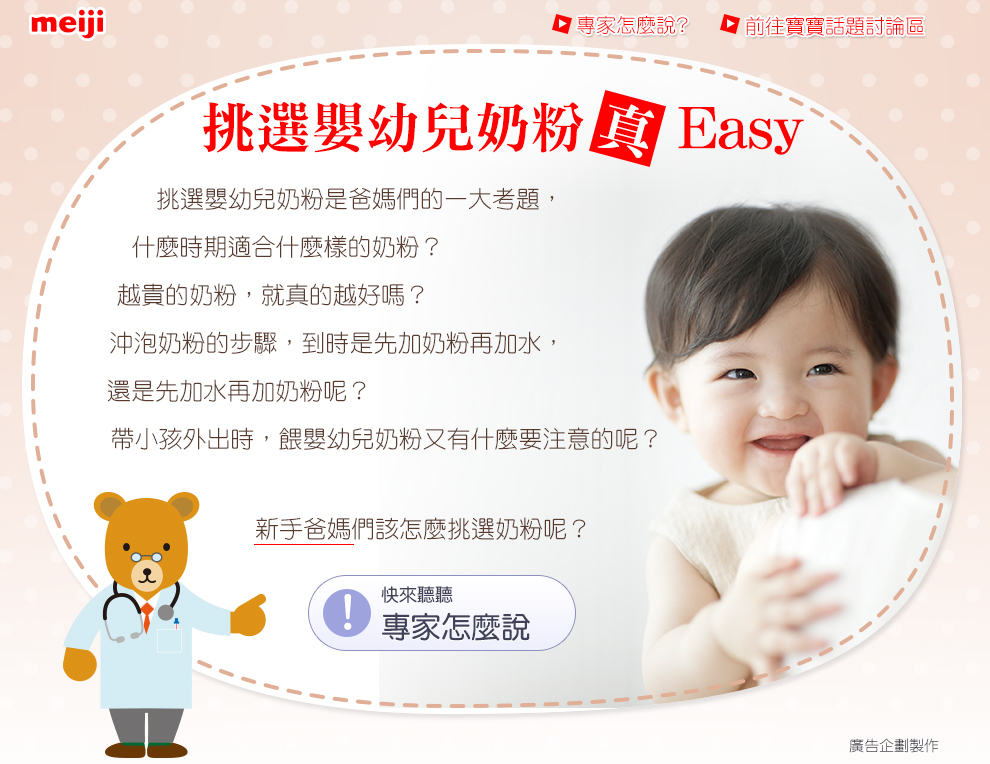 meiji
專家怎麼說?
前往寶寶話題討論區
挑選嬰幼兒奶粉真 Easy
挑選嬰幼兒奶粉是爸媽們的一大考題，
什麼時期適合什麼樣的奶粉？
越貴的奶粉，就真的越好嗎？
沖泡奶粉的步驟，到時是先加奶粉再加水，
還是先加水再加奶粉呢？
帶小孩外出時，餵嬰幼兒奶粉又有什麼要注意的呢？
新手爸媽們該怎麼挑選奶粉呢？
!
快來聽聽
專家怎麼說
廣告企劃製作